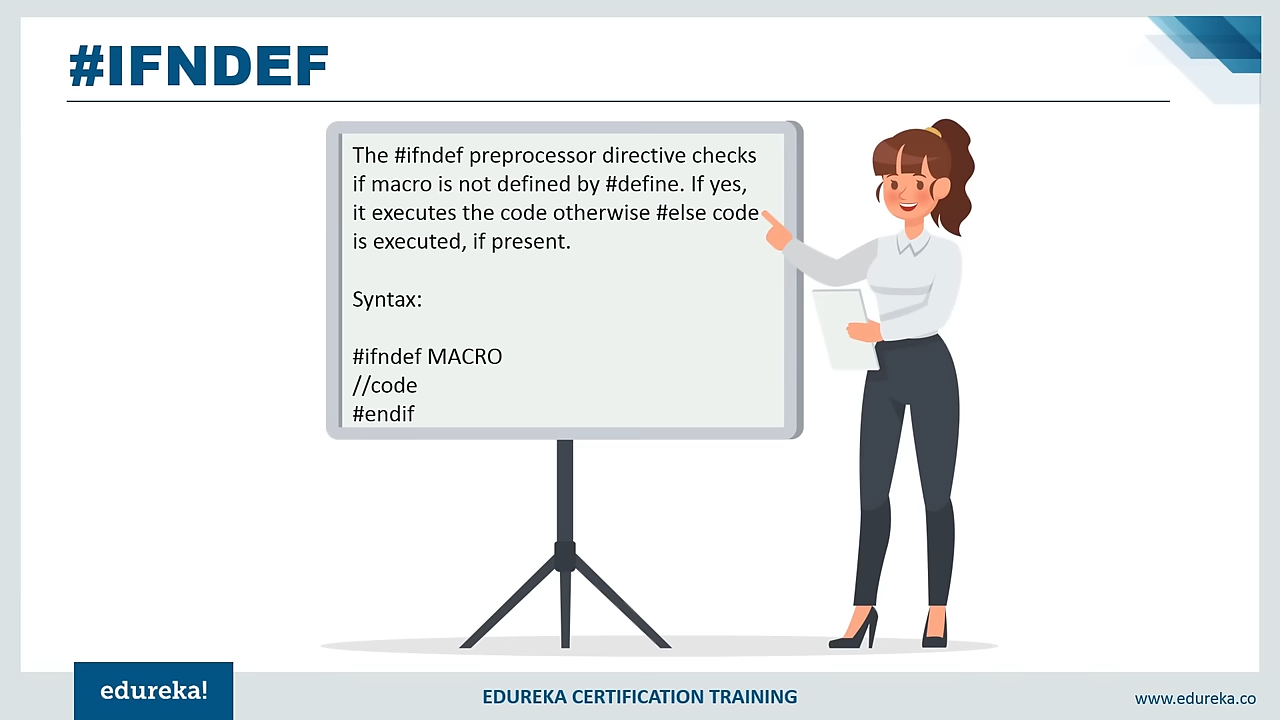 #IFNDEF
The #ifndef preprocessor directive checks
if macro is not defined by #define. If yes,
it executes the code otherwise #else code
is executed, if present.
Syntax:
#ifndef MACRO
//code
#endif
edureka!
EDUREKA CERTIFICATION TRAINING
www.edureka.co